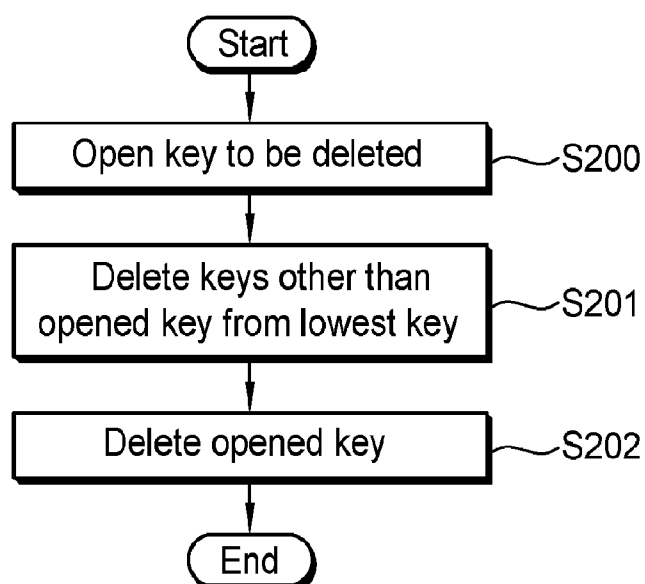 Start
Open key to be deleted
S200
Delete keys other than
opened key from lowest key
S201
Delete opened key
S202
End